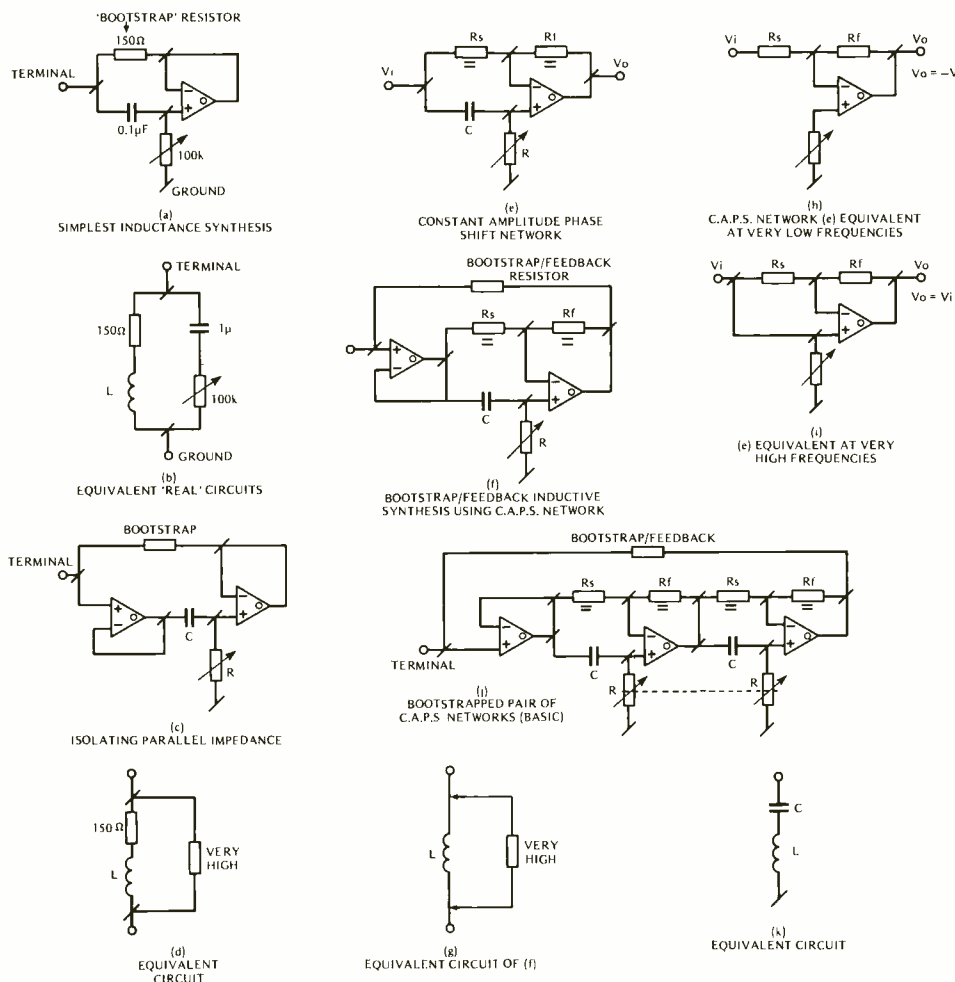 'BOOTSTRAP' RESISTOR
150Ω
TERMINAL
0.1µF
100k
GROUND
(a)
SIMPLEST INDUCTANCE SYNTHESIS
Rs
Rf
Vi
Vo
C
R
(e)
CONSTANT AMPLITUDE PHASE
SHIFT NETWORK
Vi
Rs
Rf
Vo
Vo = -V
(h)
C.A.P.S. NETWORK (e) EQUIVALENT
AT VERY LOW FREQUENCIES
TERMINAL
150Ω
1µ
L
100k
GROUND
(b)
EQUIVALENT 'REAL' CIRCUITS
BOOTSTRAP/FEEDBACK
RESISTOR
Rs
Rf
C
R
(f)
BOOTSTRAP/FEEDBACK INDUCTIVE
SYNTHESIS USING C.A.P.S. NETWORK
Vi
Rs
Rf
Vo
Vo = Vi
(i)
(e) EQUIVALENT AT VERY
HIGH FREQUENCIES
BOOTSTRAP
TERMINAL
C
R
(c)
ISOLATING PARALLEL IMPEDANCE
BOOTSTRAP/FEEDBACK
Rs
Rf
Rs
Rf
TERMINAL
C
C
R
R
(j)
BOOTSTRAPPED PAIR OF
C.A.P.S NETWORKS (BASIC)
150Ω
L
VERY
HIGH
(d)
EQUIVALENT
CIRCUIT
L
VERY
HIGH
(g)
EQUIVALENT CIRCUIT OF (f)
C
L
(k)
EQUIVALENT CIRCUIT